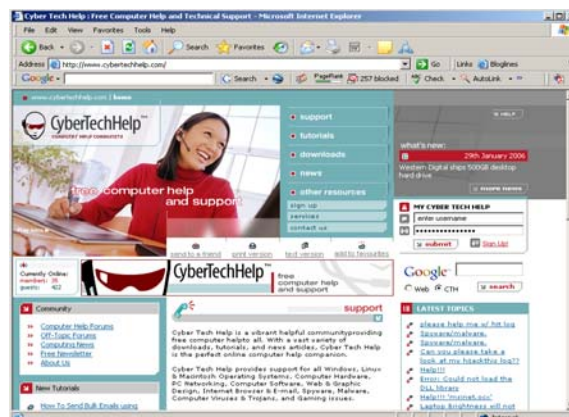 Cyber Tech Help : Free Computer Help and Technical Support - Microsoft Internet Explorer
File Edit View Favorites Tools Help
Back Search Favorites
Address http://www.cybertechhelp.com/ Go Links Bloglines
Google Search PageRank 257 blocked Check AutoLink
www.cybertechhelp.com | home
CyberTechHelp
COMPUTER HELP COMMUNITY
free computer help
and support
support
tutorials
downloads
news
other resources
sign up
services
contact us
HELP
what's new:
29th January 2006
Western Digital ships 500GB desktop
hard drive
more news
MY CYBER TECH HELP
enter username
submit Sign Up!
send to a friend print version text version add to favourites
Currently Online:
members: 35
guests: 422
CyberTechHelp
free
computer help
and support
Google
Web CTH search
Community
Computer Help Forums
Off-Topic Forums
Computing News
Free Newsletter
About Us
New Tutorials
How To Send Bulk Emails using
support
Cyber Tech Help is a vibrant helpful communityproviding
free computer helpto all. With a vast variety of
downloads, tutorials, and news articles, Cyber Tech Help
is the perfect online computer help companion.
Cyber Tech Help provides support for all Windows, Linux
& Macintosh Operating Systems, Computer Hardware,
PC Networking, Computer Software, Web & Graphic
Design, Internet Browser & E-mail, Spyware, Malware,
Computer Viruses & Trojans, and Gaming issues.
LATEST TOPICS
please help me w/ hjt log
Spyware/malware.
Spyware/malware.
Can you please take a
look at my hjackthis log??
Help!!!
Error: Could not load the
DLL library
Help!!! 'msinet.ocx'
Laptop Brightness will not